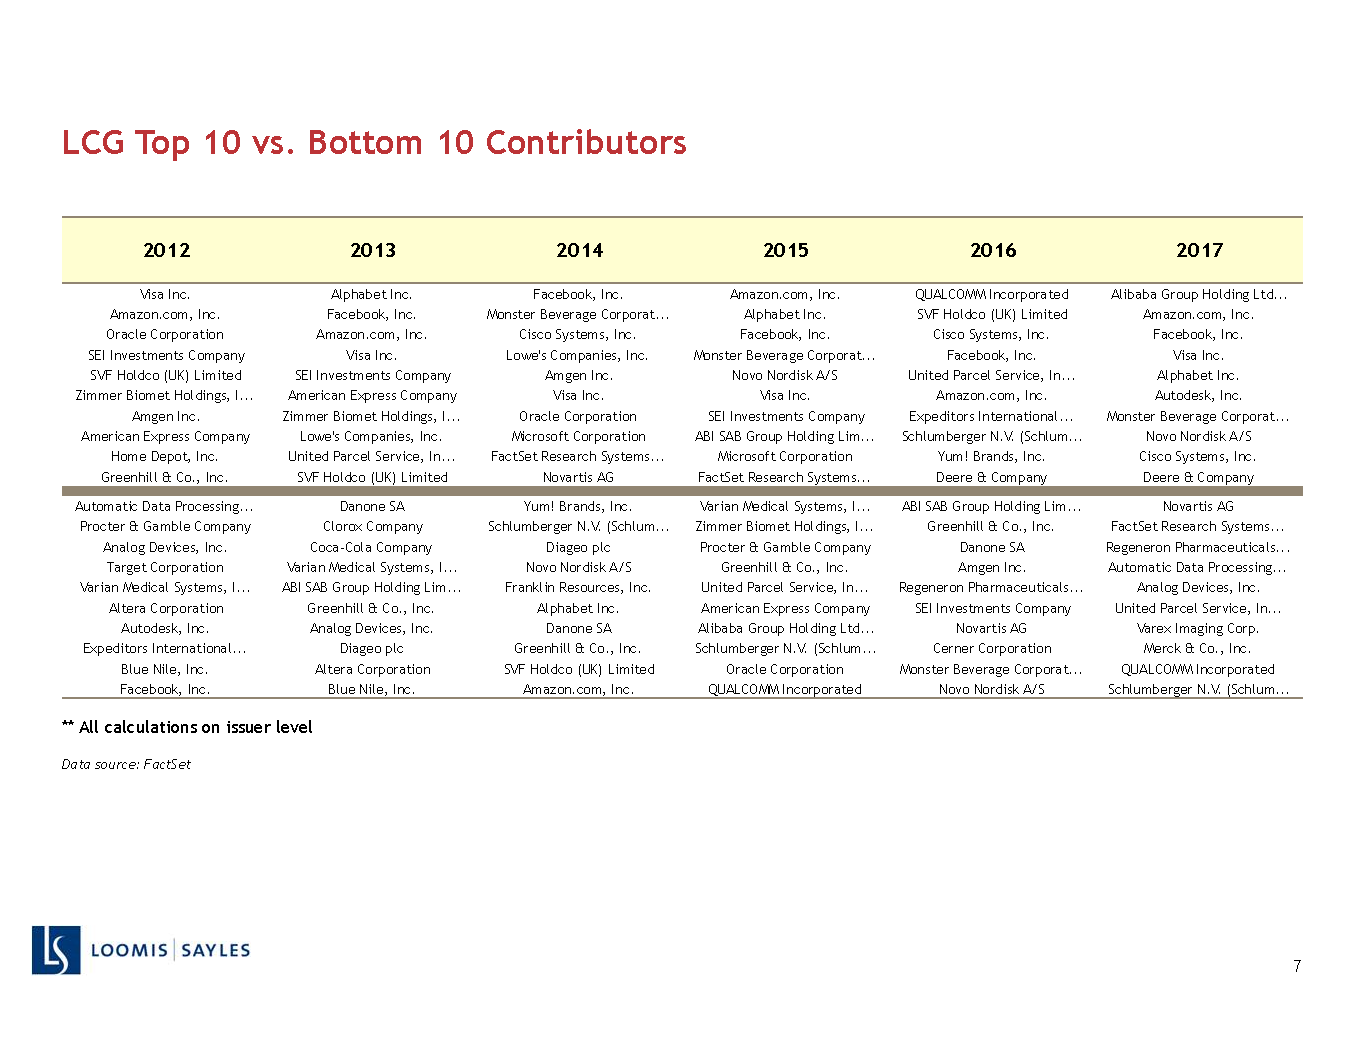 LCG Top 10 vs. Bottom 10 Contributors
2012 2013 2014 2015 2016 2017
Visa Inc. Alphabet Inc. Facebook, Inc. Amazon.com, Inc. QUALCOMM Incorporated Alibaba Group Holding Ltd...
Amazon.com, Inc. Facebook, Inc. Monster Beverage Corporat... Alphabet Inc. SVF Holdco (UK) Limited Amazon.com, Inc.
Oracle Corporation Amazon.com, Inc. Cisco Systems, Inc. Facebook, Inc. Cisco Systems, Inc. Facebook, Inc.
SEI Investments Company Visa Inc. Lowe's Companies, Inc. Monster Beverage Corporat... Facebook, Inc. Visa Inc.
SVF Holdco (UK) Limited SEI Investments Company Amgen Inc. Novo Nordisk A/S United Parcel Service, In... Alphabet Inc.
Zimmer Biomet Holdings, I... American Express Company Visa Inc. Visa Inc. Amazon.com, Inc. Autodesk, Inc.
Amgen Inc. Zimmer Biomet Holdings, I... Oracle Corporation SEI Investments Company Expeditors International... Monster Beverage Corporat...
American Express Company Lowe's Companies, Inc. Microsoft Corporation ABI SAB Group Holding Lim... Schlumberger N.V. (Schlum... Novo Nordisk A/S
Home Depot, Inc. United Parcel Service, In... FactSet Research Systems... Microsoft Corporation Yum! Brands, Inc. Cisco Systems, Inc.
Greenhill & Co., Inc. SVF Holdco (UK) Limited Novartis AG FactSet Research Systems... Deere & Company Deere & Company
Automatic Data Processing... Danone SA Yum! Brands, Inc. Varian Medical Systems, I... ABI SAB Group Holding Lim... Novartis AG
Procter & Gamble Company Clorox Company Schlumberger N.V. (Schlum... Zimmer Biomet Holdings, I... Greenhill & Co., Inc. FactSet Research Systems...
Analog Devices, Inc. Coca-Cola Company Diageo plc Procter & Gamble Company Danone SA Regeneron Pharmaceuticals...
Target Corporation Varian Medical Systems, I... Novo Nordisk A/S Greenhill & Co., Inc. Amgen Inc. Automatic Data Processing...
Varian Medical Systems, I... ABI SAB Group Holding Lim... Franklin Resources, Inc. United Parcel Service, In... Regeneron Pharmaceuticals... Analog Devices, Inc.
Altera Corporation Greenhill & Co., Inc. Alphabet Inc. American Express Company SEI Investments Company United Parcel Service, In...
Autodesk, Inc. Analog Devices, Inc. Danone SA Alibaba Group Holding Ltd... Novartis AG Varex Imaging Corp.
Expeditors International... Diageo plc Greenhill & Co., Inc. Schlumberger N.V. (Schlum... Cerner Corporation Merck & Co., Inc.
Blue Nile, Inc. Altera Corporation SVF Holdco (UK) Limited Oracle Corporation Monster Beverage Corporat... QUALCOMM Incorporated
Facebook, Inc. Blue Nile, Inc. Amazon.com, Inc. QUALCOMM Incorporated Novo Nordisk A/S Schlumberger N.V. (Schlum...
** All calculations on issuer level
Data source: FactSet
LS LOOMIS | SAYLES
7